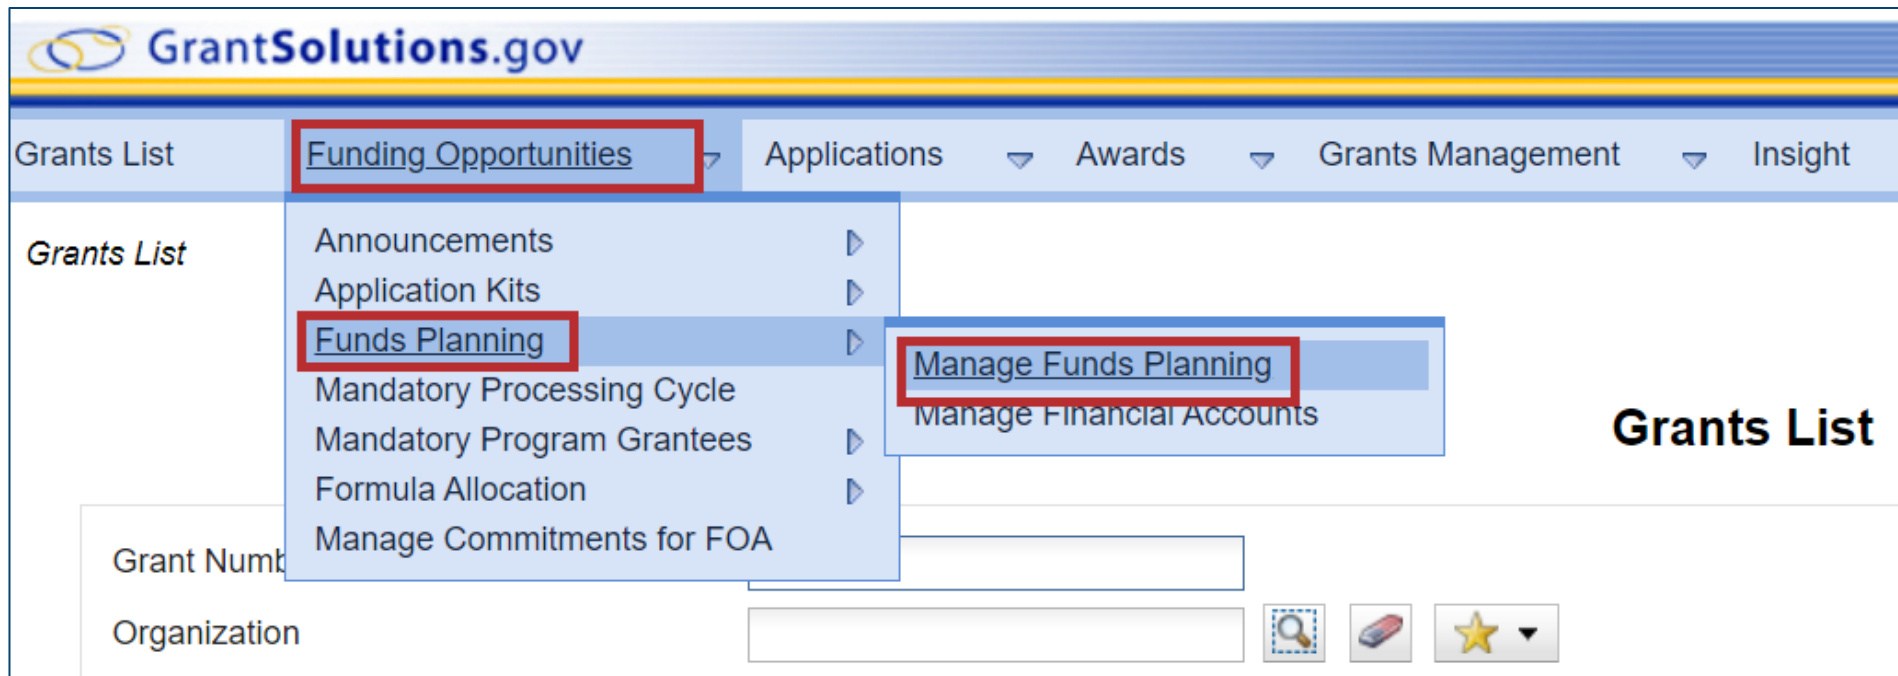 GrantSolutions.gov
Grants List
Funding Opportunities
Applications
Awards
Grants Management
Insight
Grants List
Announcements
Application Kits
Funds Planning
Mandatory Processing Cycle
Mandatory Program Grantees
Formula Allocation
Manage Commitments for FOA
Manage Funds Planning
Manage Financial Accounts
Grants List
Grant Numb
Organization